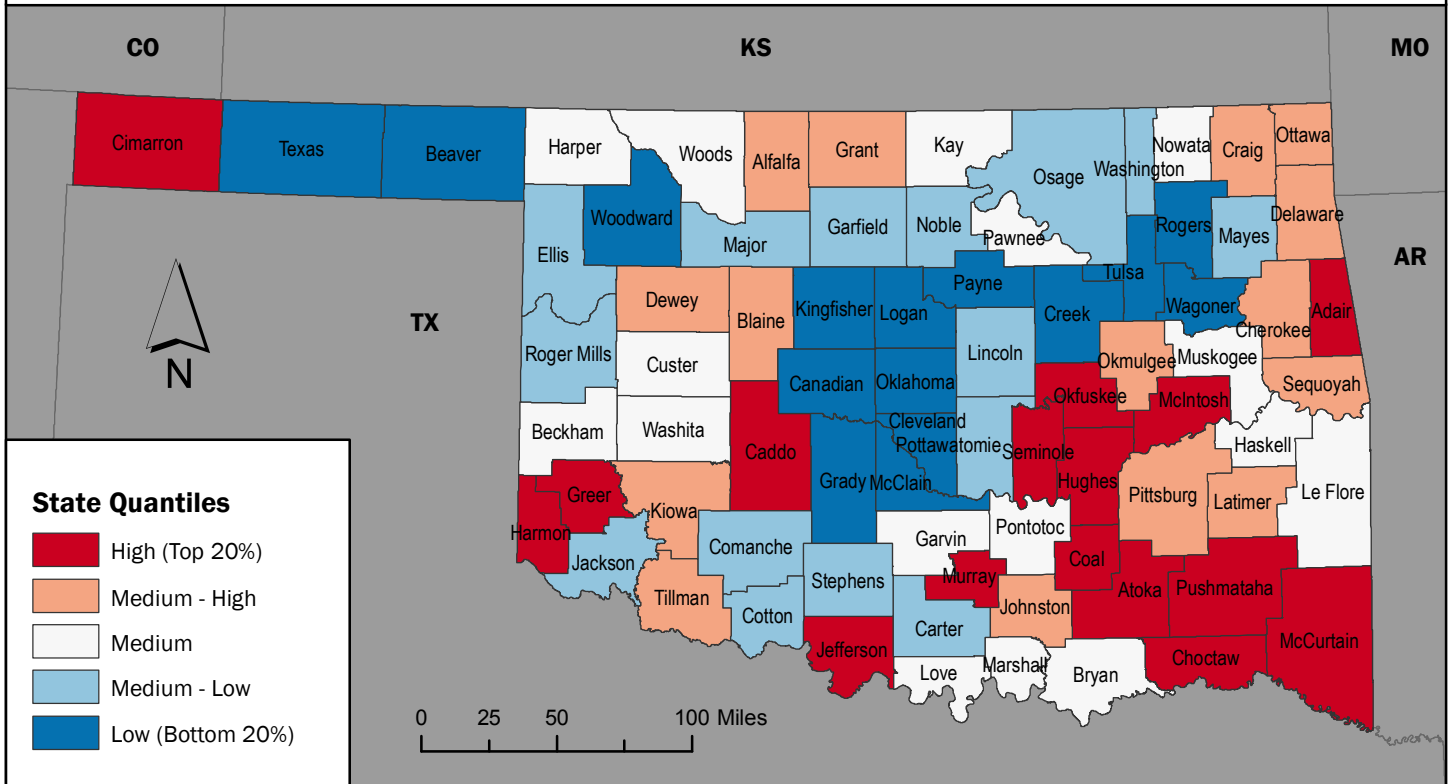 CO
KS
MO
Cimarron
Texas
Beaver
Harper
Woods
Alfalfa
Grant
Kay
Osage
Washington
Nowata
Craig
Ottawa
Woodward
Ellis
Major
Garfield
Noble
Pawnee
Rogers
Mayes
Delaware
AR
TX
N
Dewey
Blaine
Kingfisher
Logan
Payne
Creek
Tulsa
Wagoner
Cherokee
Adair
Roger Mills
Custer
Canadian
Oklahoma
Lincoln
Okmulgee
Muskogee
Sequoyah
Beckham
Washita
Caddo
Cleveland
Pottawatomie
Seminole
Okfuskee
McIntosh
Haskell
Le Flore
Greer
Harmon
Kiowa
Grady
McClain
Hughes
Pittsburg
Latimer
Jackson
Comanche
Garvin
Pontotoc
Coal
Tillman
Cotton
Stephens
Murray
Johnston
Atoka
Pushmataha
McCurtain
Jefferson
Carter
Love
Marshall
Bryan
Choctaw
State Quantiles
High (Top 20%)
Medium - High
Medium
Medium - Low
Low (Bottom 20%)
0 25 50 100 Miles